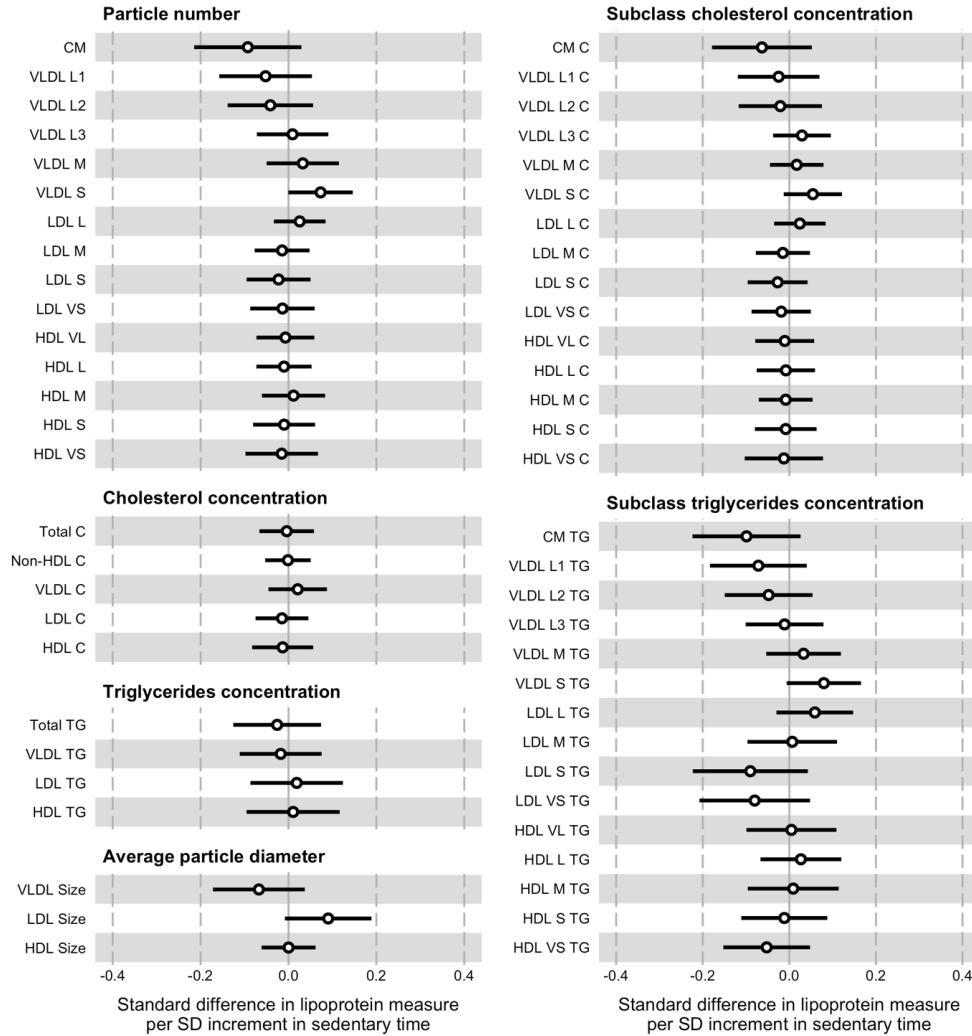 Particle number
CM
VLDL L1
VLDL L2
VLDL L3
VLDL M
VLDL S
LDL L
LDL M
LDL S
LDL VS
HDL VL
HDL L
HDL M
HDL S
HDL VS
Cholesterol concentration
Total C
Non-HDL C
VLDL C
LDL C
HDL C
Triglycerides concentration
Total TG
VLDL TG
LDL TG
HDL TG
Average particle diameter
VLDL Size
LDL Size
HDL Size
-0.4 -0.2 0.0 0.2 0.4
Standard difference in lipoprotein measure
per SD increment in sedentary time
Subclass cholesterol concentration
CM C
VLDL L1 C
VLDL L2 C
VLDL L3 C
VLDL M C
VLDL S C
LDL L C
LDL M C
LDL S C
LDL VS C
HDL VL C
HDL L C
HDL M C
HDL S C
HDL VS C
Subclass triglycerides concentration
CM TG
VLDL L1 TG
VLDL L2 TG
VLDL L3 TG
VLDL M TG
VLDL S TG
LDL L TG
LDL M TG
LDL S TG
LDL VS TG
HDL VL TG
HDL L TG
HDL M TG
HDL S TG
HDL VS TG
-0.4 -0.2 0.0 0.2 0.4
Standard difference in lipoprotein measure
per SD increment in sedentary time